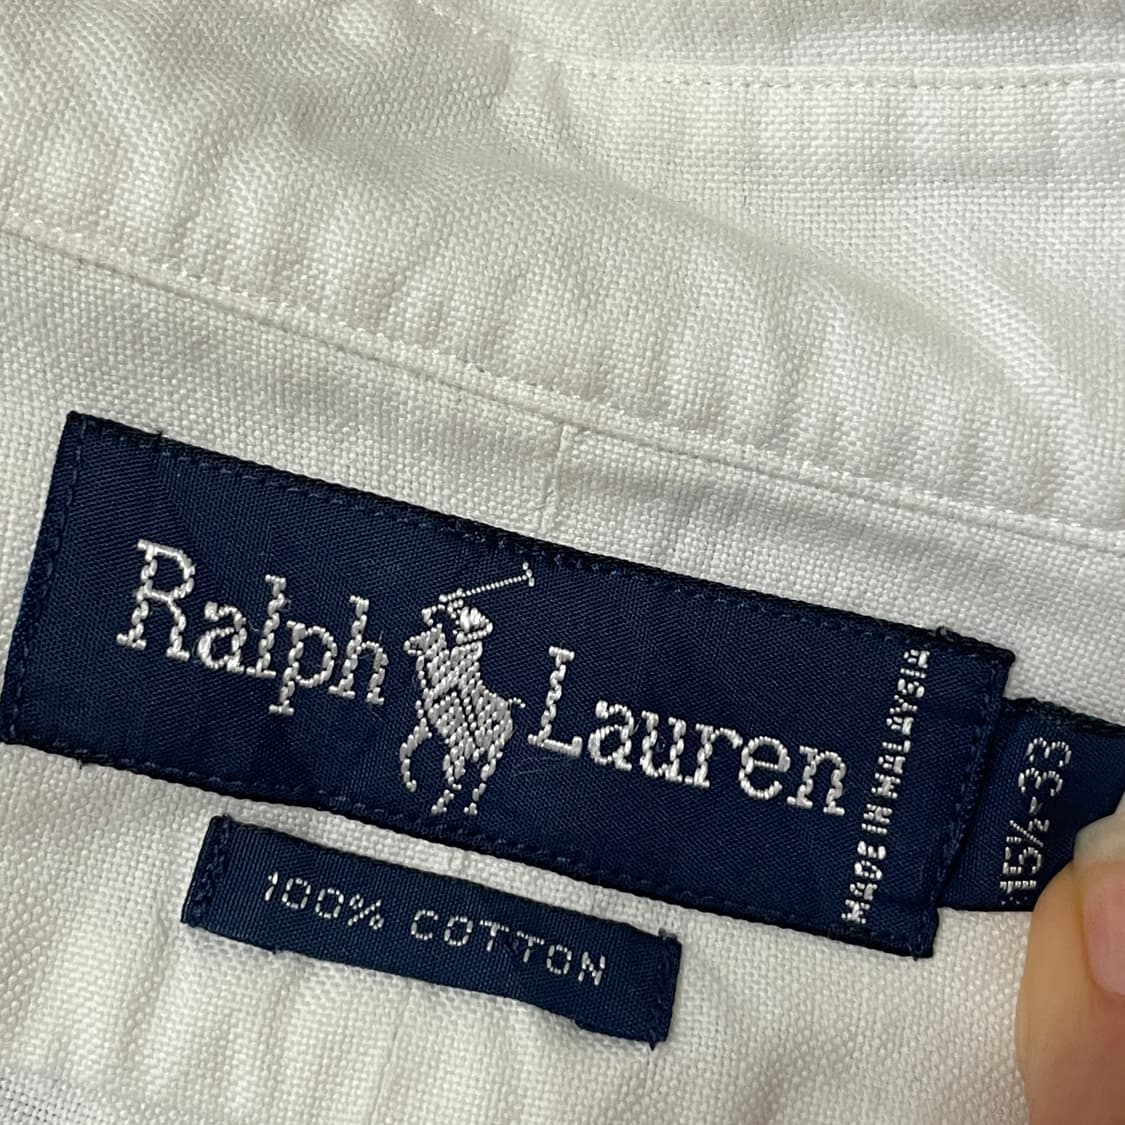 Ralph Lauren
MADE IN MALAYSIA
15½-33
100% COTTON